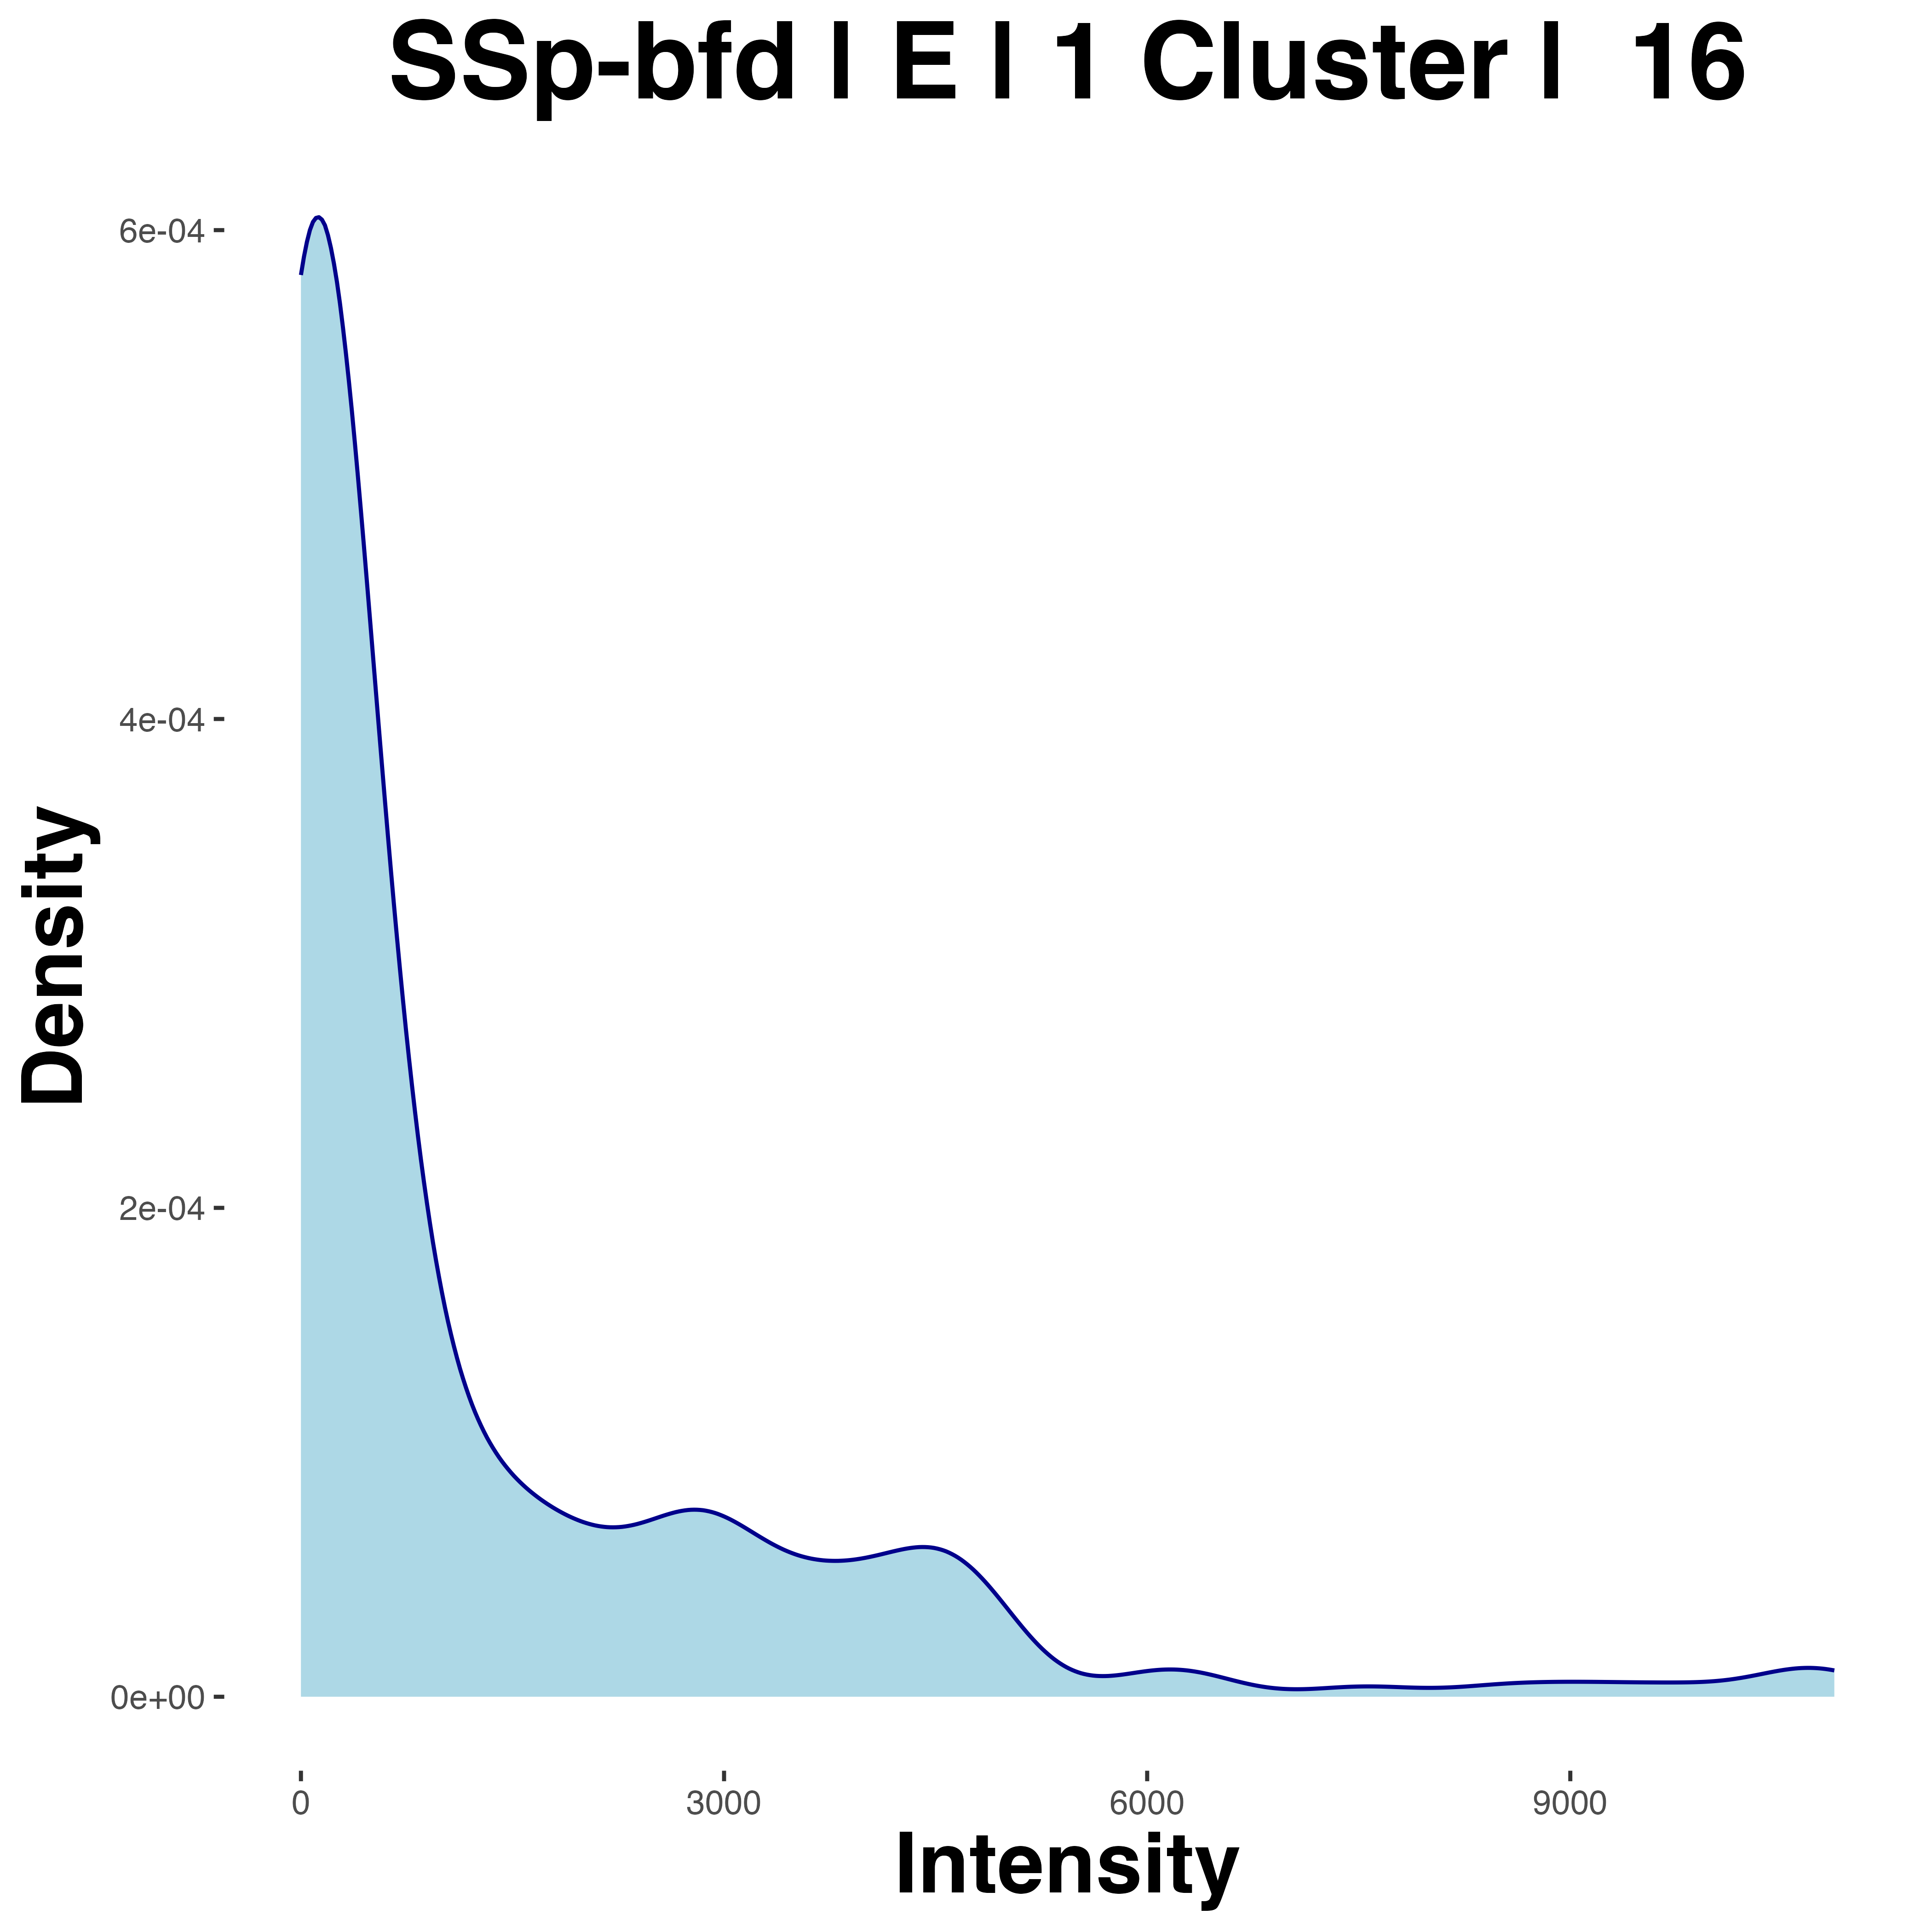 SSp-bfd | E | 1 Cluster |  16
6e-04
4e-04
2e-04
0e+00
Density
0
3000
6000
9000
Intensity